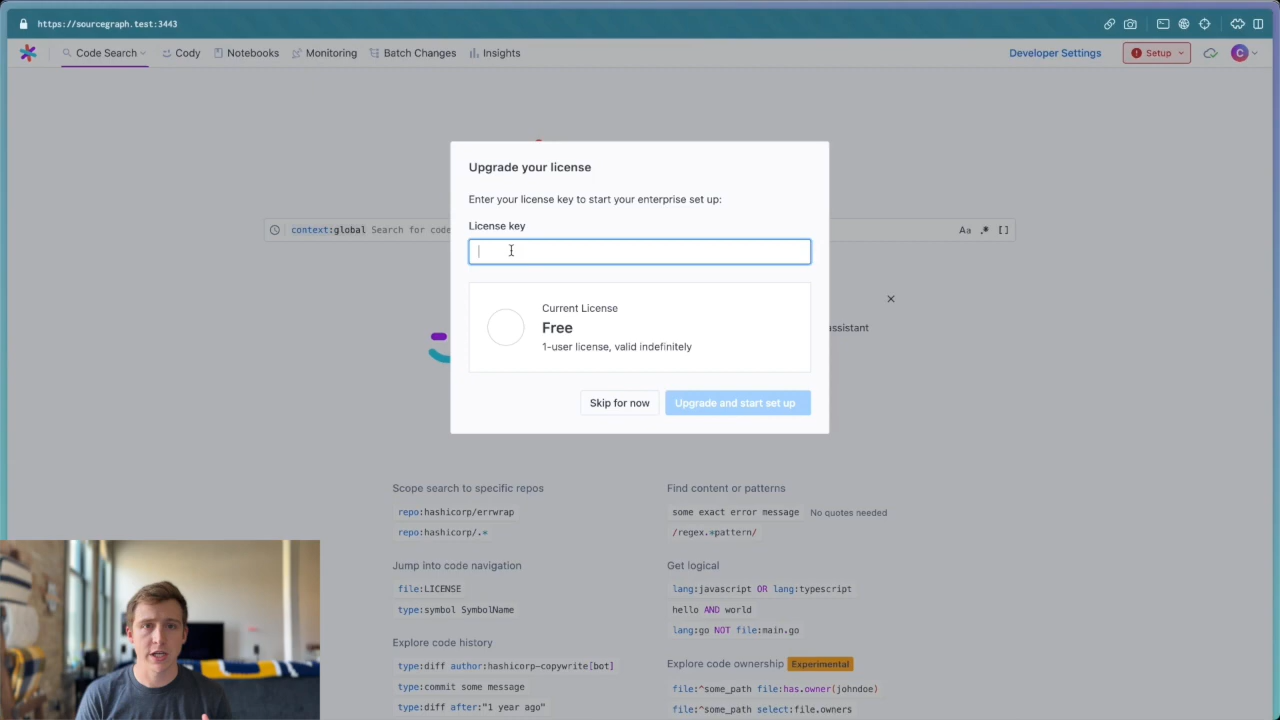 https://sourcegraph.test:3443
Code Search Cody Notebooks Monitoring Batch Changes Insights Developer Settings Setup C
Upgrade your license
Enter your license key to start your enterprise set up:
License key
context:global Search for code Aa .* []
Current License
Free
1-user license, valid indefinitely
assistant
Skip for now Upgrade and start set up
Scope search to specific repos
repo:hashicorp/errwrap
repo:hashicorp/.*
Jump into code navigation
file:LICENSE
type:symbol SymbolName
Explore code history
type:diff author:hashicorp-copywrite[bot]
type:commit some message
type:diff after:"1 year ago"
Find content or patterns
some exact error message No quotes needed
/regex.*pattern/
Get logical
lang:javascript OR lang:typescript
hello AND world
lang:go NOT file:main.go
Explore code ownership Experimental
file:^some_path file:has.owner(johndoe)
file:^some_path select:file.owners